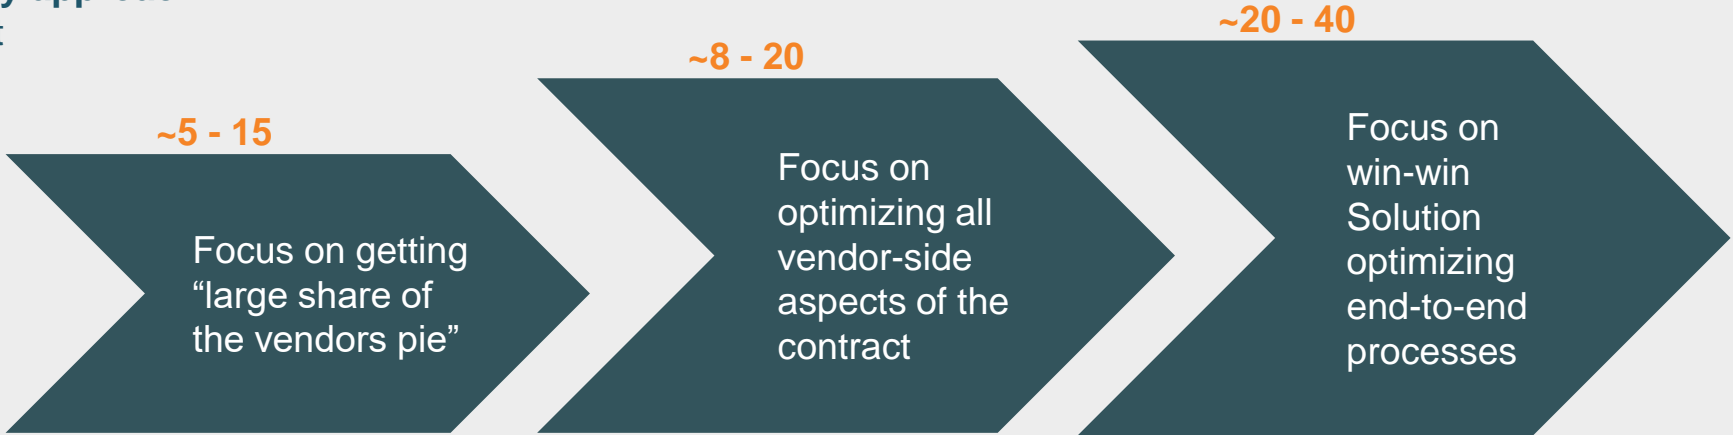 ~5 - 15
Focus on getting
“large share of
the vendors pie”
~8 - 20
Focus on
optimizing all
vendor-side
aspects of the
contract
~20 - 40
Focus on
win-win
Solution
optimizing
end-to-end
processes